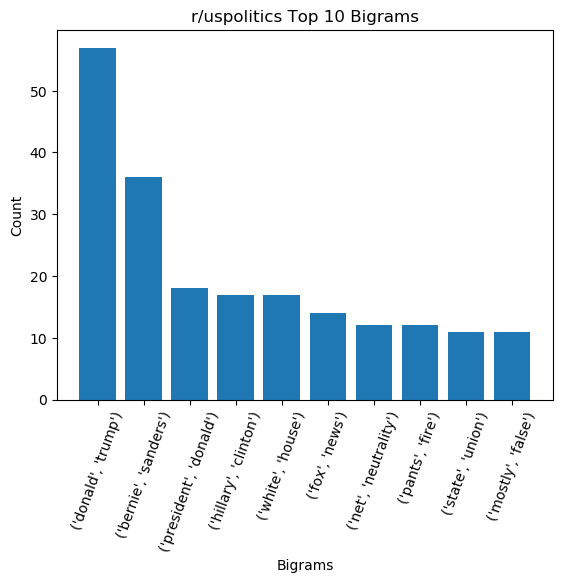 r/uspolitics Top 10 Bigrams
Count
50
40
30
20
10
0
('donald', 'trump')
('bernie', 'sanders')
('president', 'donald')
('hillary', 'clinton')
('white', 'house')
('fox', 'news')
('net', 'neutrality')
('pants', 'fire')
('state', 'union')
('mostly', 'false')
Bigrams